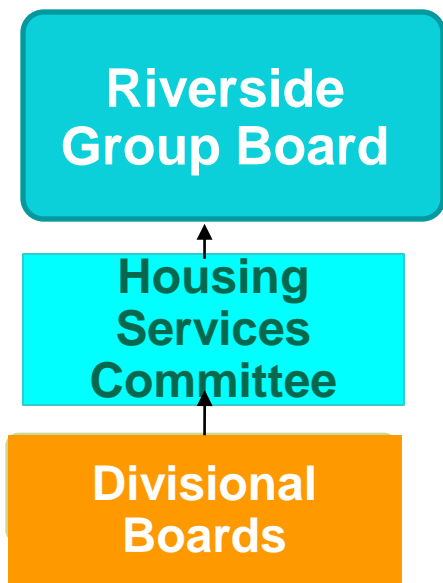 Riverside
Group Board
Housing
Services
Committee
Divisional
Boards